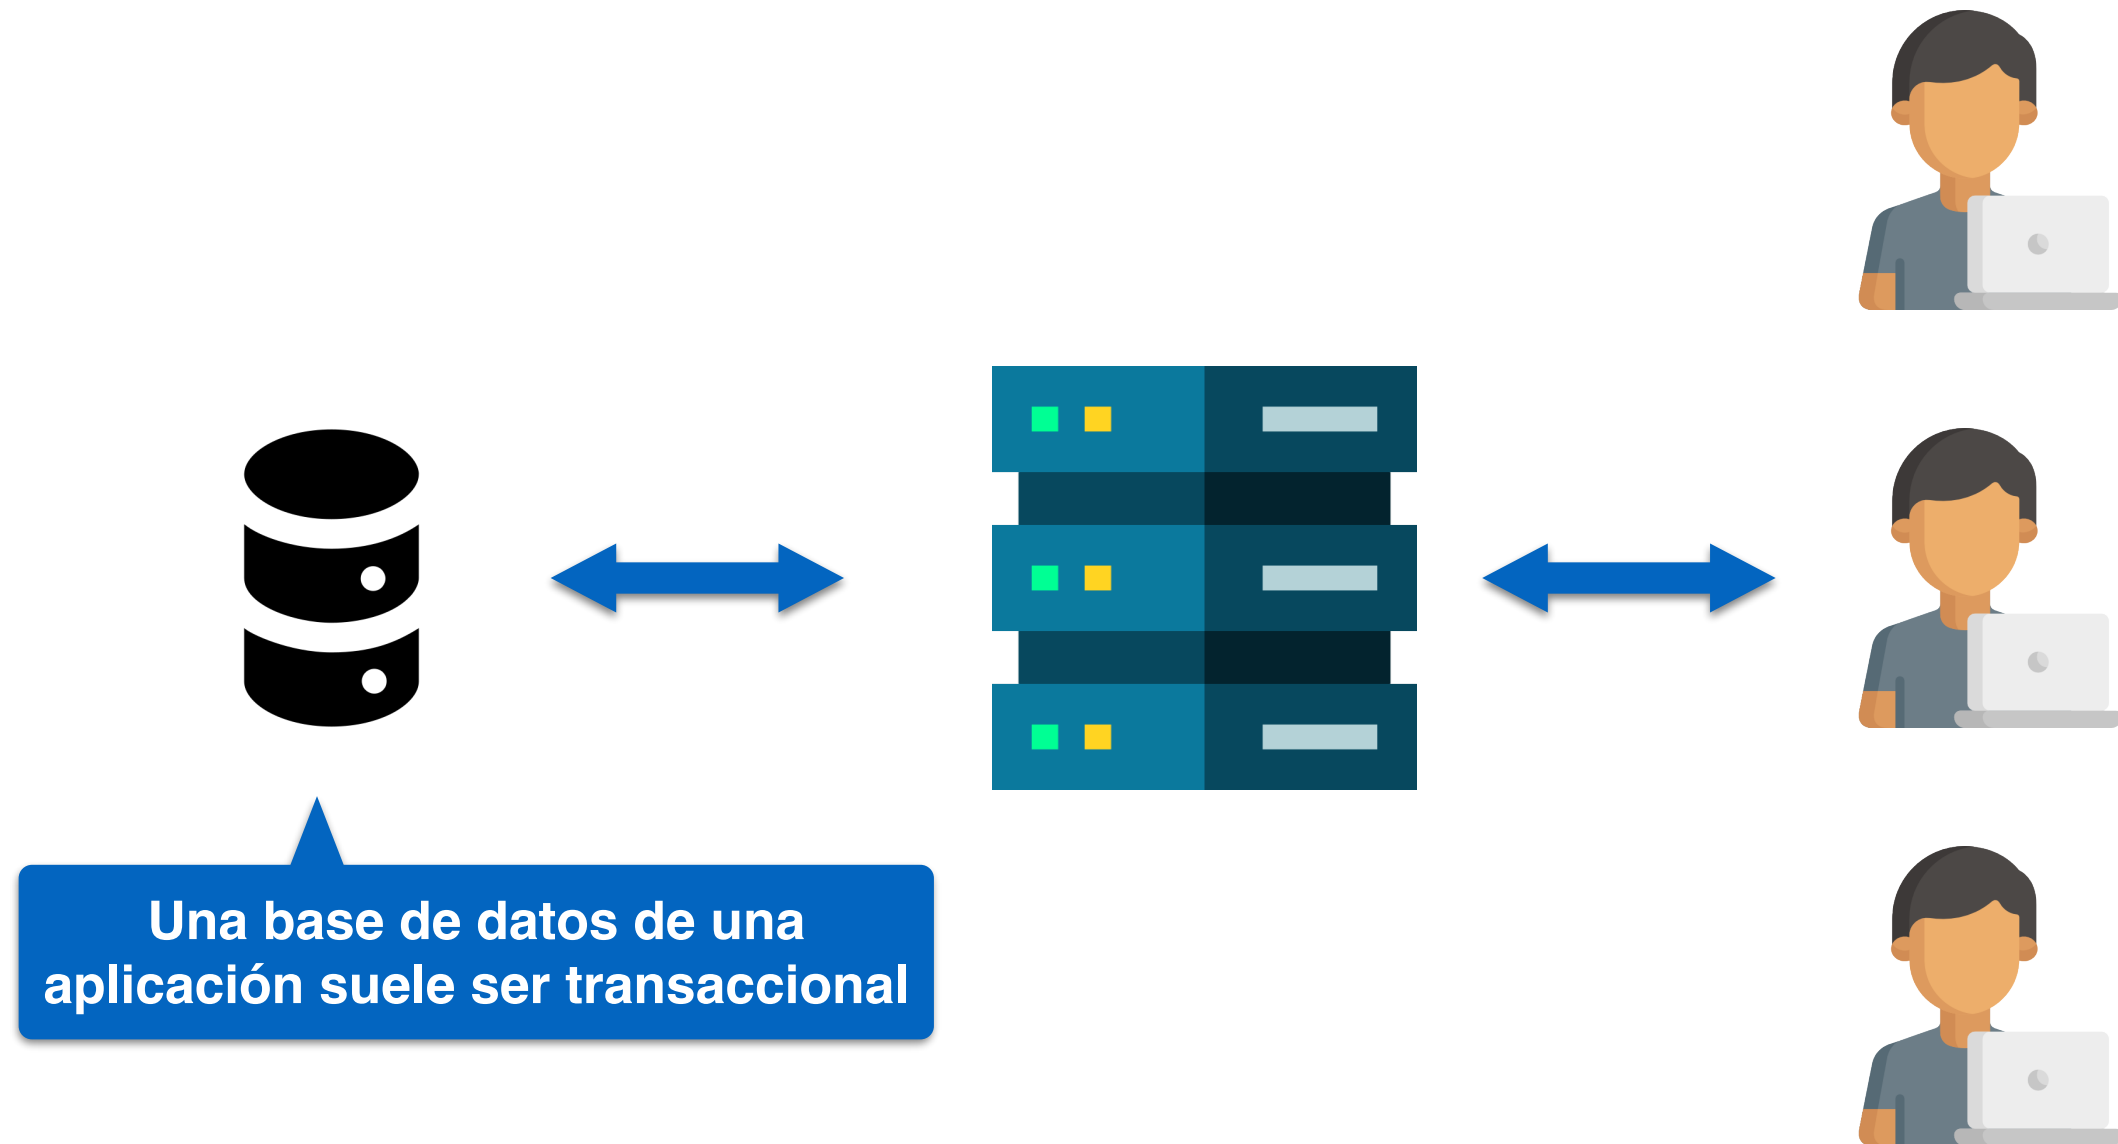 Una base de datos de una
aplicación suele ser transaccional